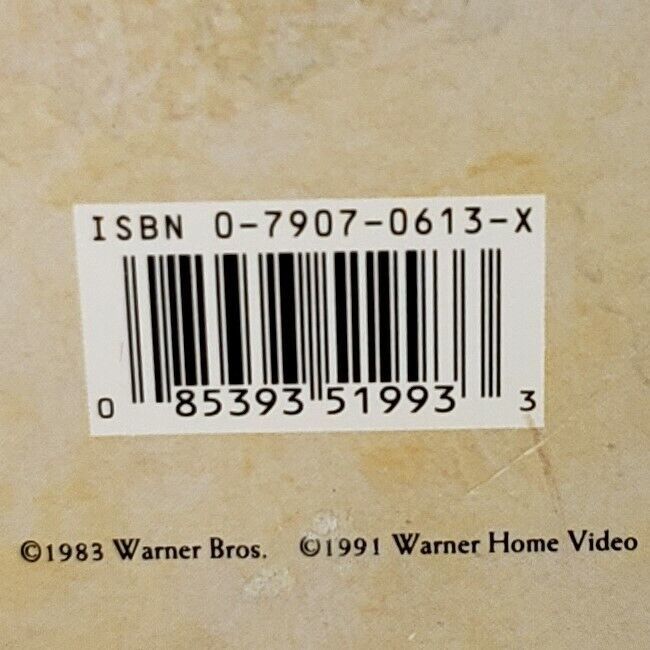 ISBN 0-7907-0613-X
0 85393 51993 3
©1983 Warner Bros. ©1991 Warner Home Video